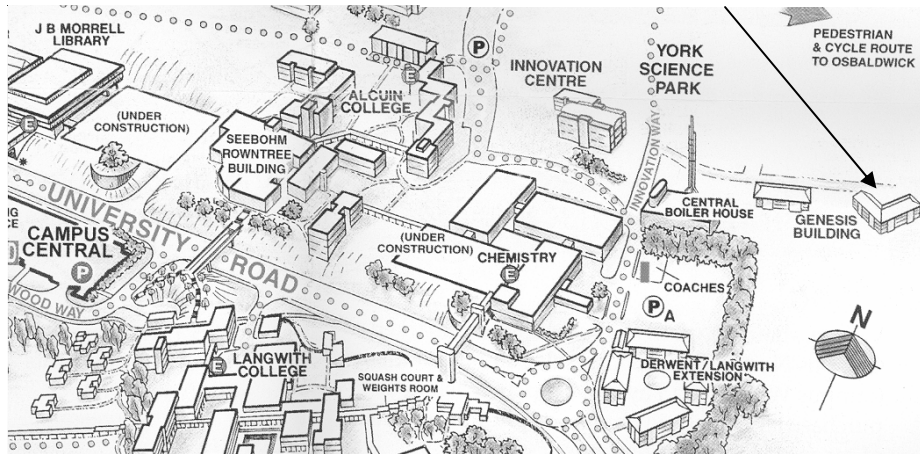 J B MORRELL
LIBRARY
(UNDER
CONSTRUCTION)
E
SEEBOHM
ROWNTREE
BUILDING
ALCUIN
COLLEGE
E
P
INNOVATION
CENTRE
YORK
SCIENCE
PARK
PEDESTRIAN
& CYCLE ROUTE
TO OSBALDWICK
INNOVATION WAY
CENTRAL
BOILER HOUSE
GENESIS
BUILDING
UNIVERSITY
ROAD
CAMPUS
CENTRAL
P
WOOD WAY
(UNDER
CONSTRUCTION)
CHEMISTRY
E
COACHES
P
A
N
LANGWITH
COLLEGE
E
SQUASH COURT &
WEIGHTS ROOM
DERWENT/LANGWITH
EXTENSION